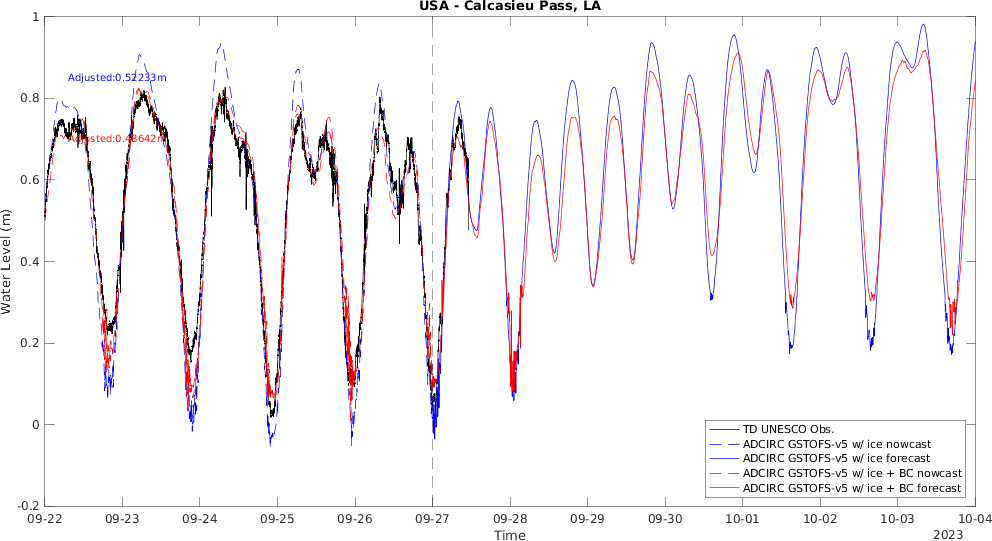 USA - Calcasieu Pass, LA
Water Level (m)
1
0.8
0.6
0.4
0.2
0
-0.2
Adjusted:0.52233m
Adjusted:0.48642m
TD UNESCO Obs.
ADCIRC GSTOFS-v5 w/ ice nowcast
ADCIRC GSTOFS-v5 w/ ice forecast
ADCIRC GSTOFS-v5 w/ ice + BC nowcast
ADCIRC GSTOFS-v5 w/ ice + BC forecast
09-22 09-23 09-24 09-25 09-26 09-27 09-28 09-29 09-30 10-01 10-02 10-03 10-04
Time
2023